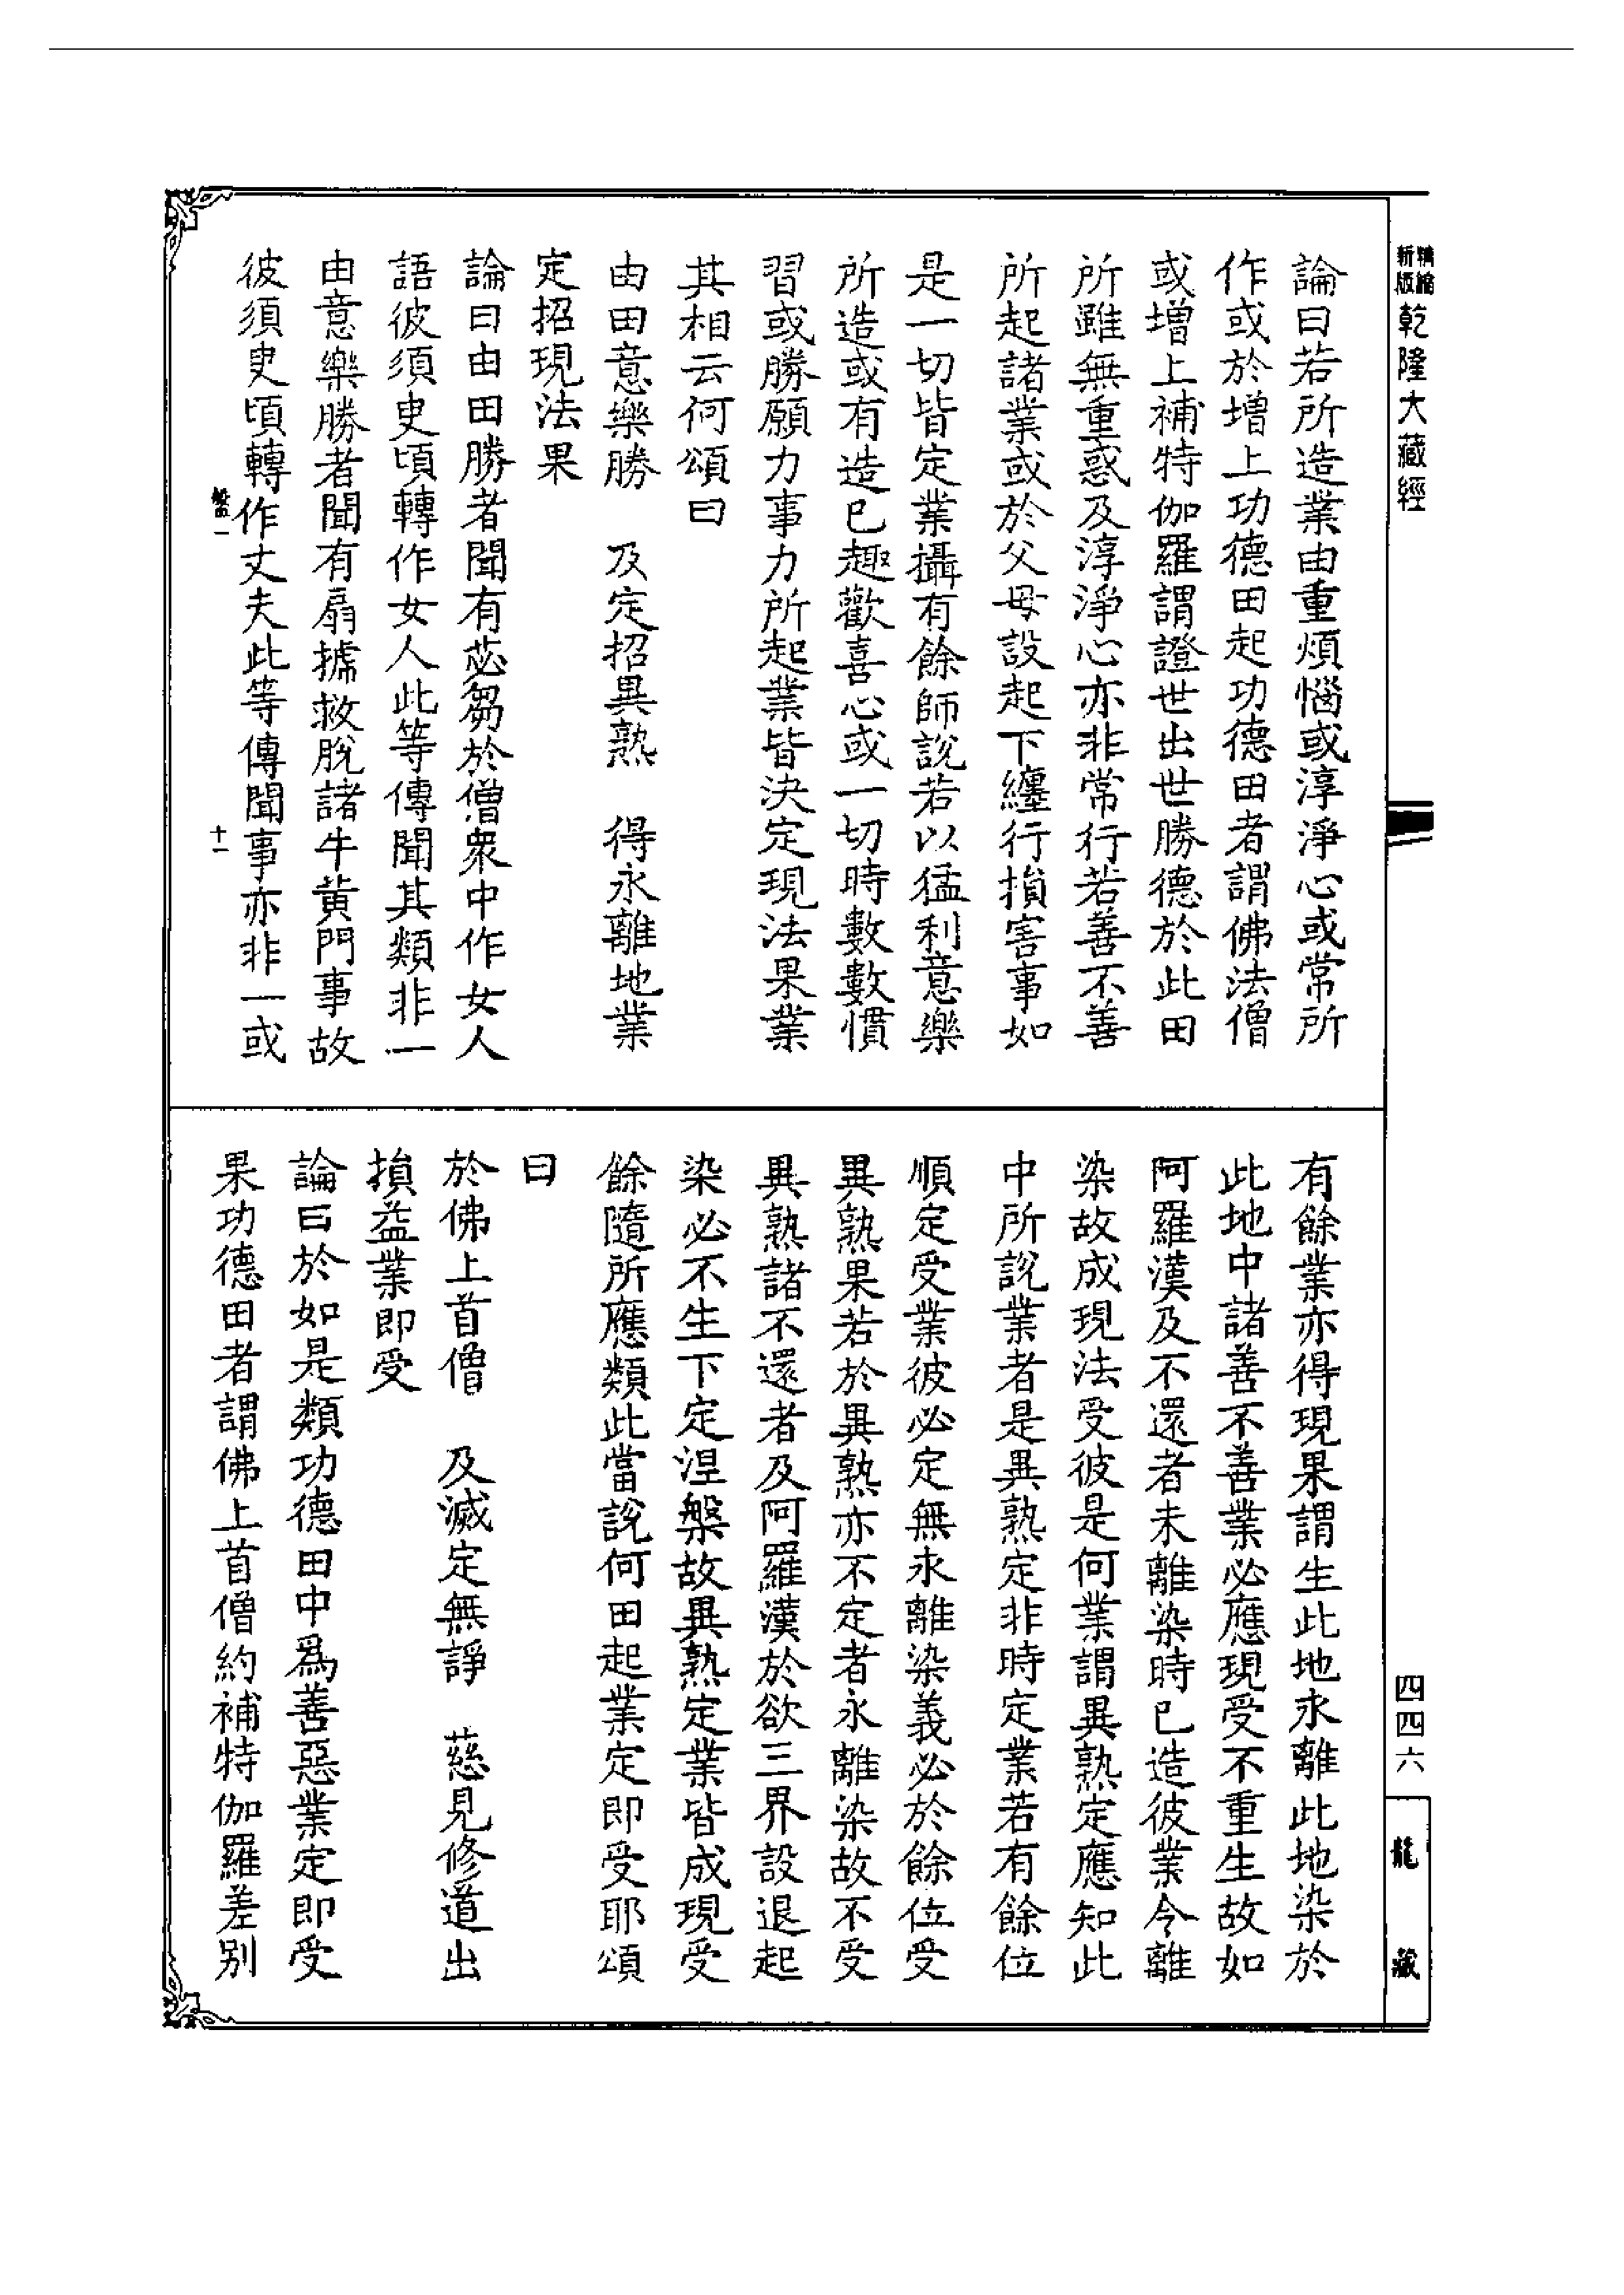 新編
新版
乾隆大藏經
論曰若所造業由重煩惱或淳淨心或常所
作或於增上功德田起功德田者謂佛法僧
或增上補特伽羅謂證世出世勝德於此田
所雖無重惑及淳淨心亦非常行若善不善
所起諸業或於父母設起下纏行損害事如
是一切皆定業攝有餘師說若以猛利意樂
所造或有造已趣歡喜心或一切時數數慣
習或勝願力事力所起業皆決定現法果業
其相云何頌曰
由田意樂勝　及定招異熟　得永離地業
定招現法果
論曰由田勝者聞有苾芻於僧眾中作女人
語彼須臾頃轉作女人此等傳聞其類非一
由意樂勝者聞有扇搋救脫諸牛黃門事故
彼須臾頃轉作丈夫此等傳聞事亦非一或
十一
有餘業亦得現果謂生此地永離此地染於
此地中諸善不善業必應現受不重生故如
阿羅漢及不還者未離染時已造彼業今離
染故成現法受彼是何業謂異熟定應知此
中所說業者是異熟定非時定業若有餘位
順定受業彼必定無永離染義必於餘位受
異熟果若於異熟亦不定者永離染故不受
異熟諸不還者及阿羅漢於欲三界設退起
染必不生下定涅槃故異熟定業皆成現受
餘隨所應類此當說何田起業定即受耶頌
曰
於佛上首僧　及滅定無諍　慈見修道出
損益業即受
論曰於如是類功德田中為善惡業定即受
果功德田者謂佛上首僧約補特伽羅差別
四四六
龍藏